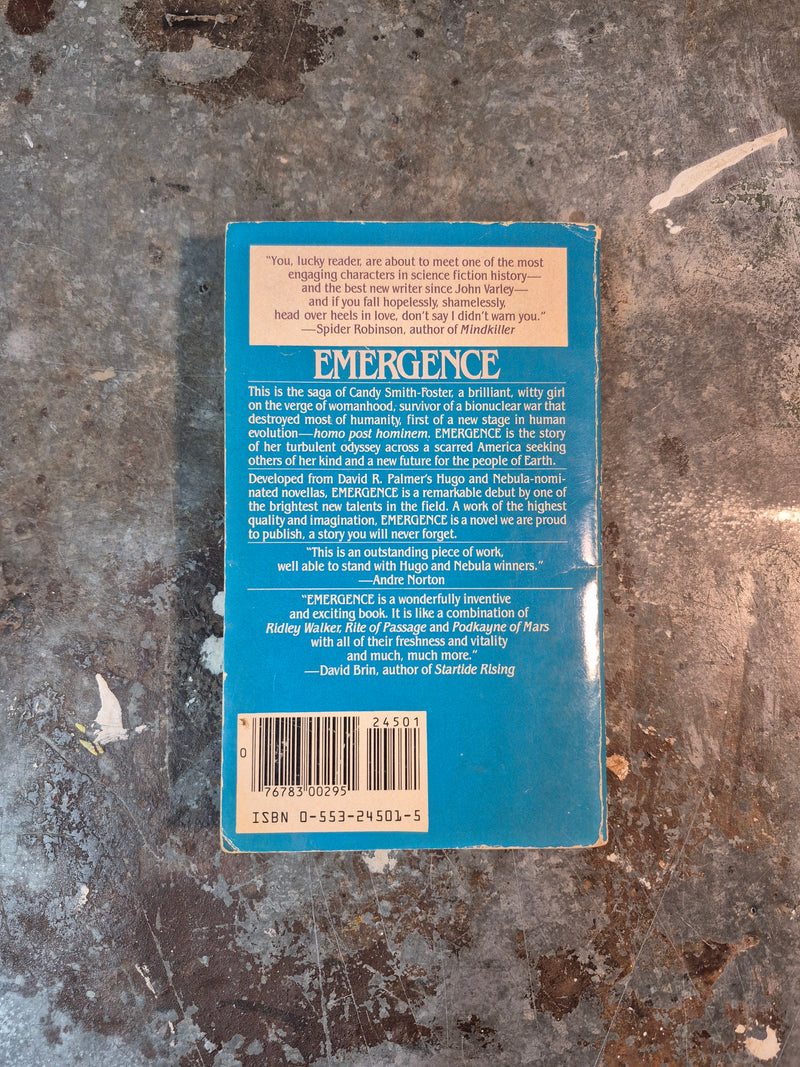 "You, lucky reader, are about to meet one of the most
engaging characters in science fiction history—
and the best new writer since John Varley—
and if you fall hopelessly, shamelessly,
head over heels in love, don't say I didn't warn you."
—Spider Robinson, author of Mindkiller
EMERGENCE
This is the saga of Candy Smith-Foster, a brilliant, witty girl
on the verge of womanhood, survivor of a bionuclear war that
destroyed most of humanity, first of a new stage in human
evolution—homo post hominem. EMERGENCE is the story
of her turbulent odyssey across a scarred America seeking
others of her kind and a new future for the people of Earth.
Developed from David R. Palmer's Hugo and Nebula-nomi-
nated novellas, EMERGENCE is a remarkable debut by one of
the brightest new talents in the field. A work of the highest
quality and imagination, EMERGENCE is a novel we are proud
to publish, a story you will never forget.
"This is an outstanding piece of work,
well able to stand with Hugo and Nebula winners."
—Andre Norton
"EMERGENCE is a wonderfully inventive
and exciting book. It is like a combination of
Ridley Walker, Rite of Passage and Podkayne of Mars
with all of their freshness and vitality
and much, much more."
—David Brin, author of Startide Rising
24501
0
76783 00295
ISBN 0-553-24501-5